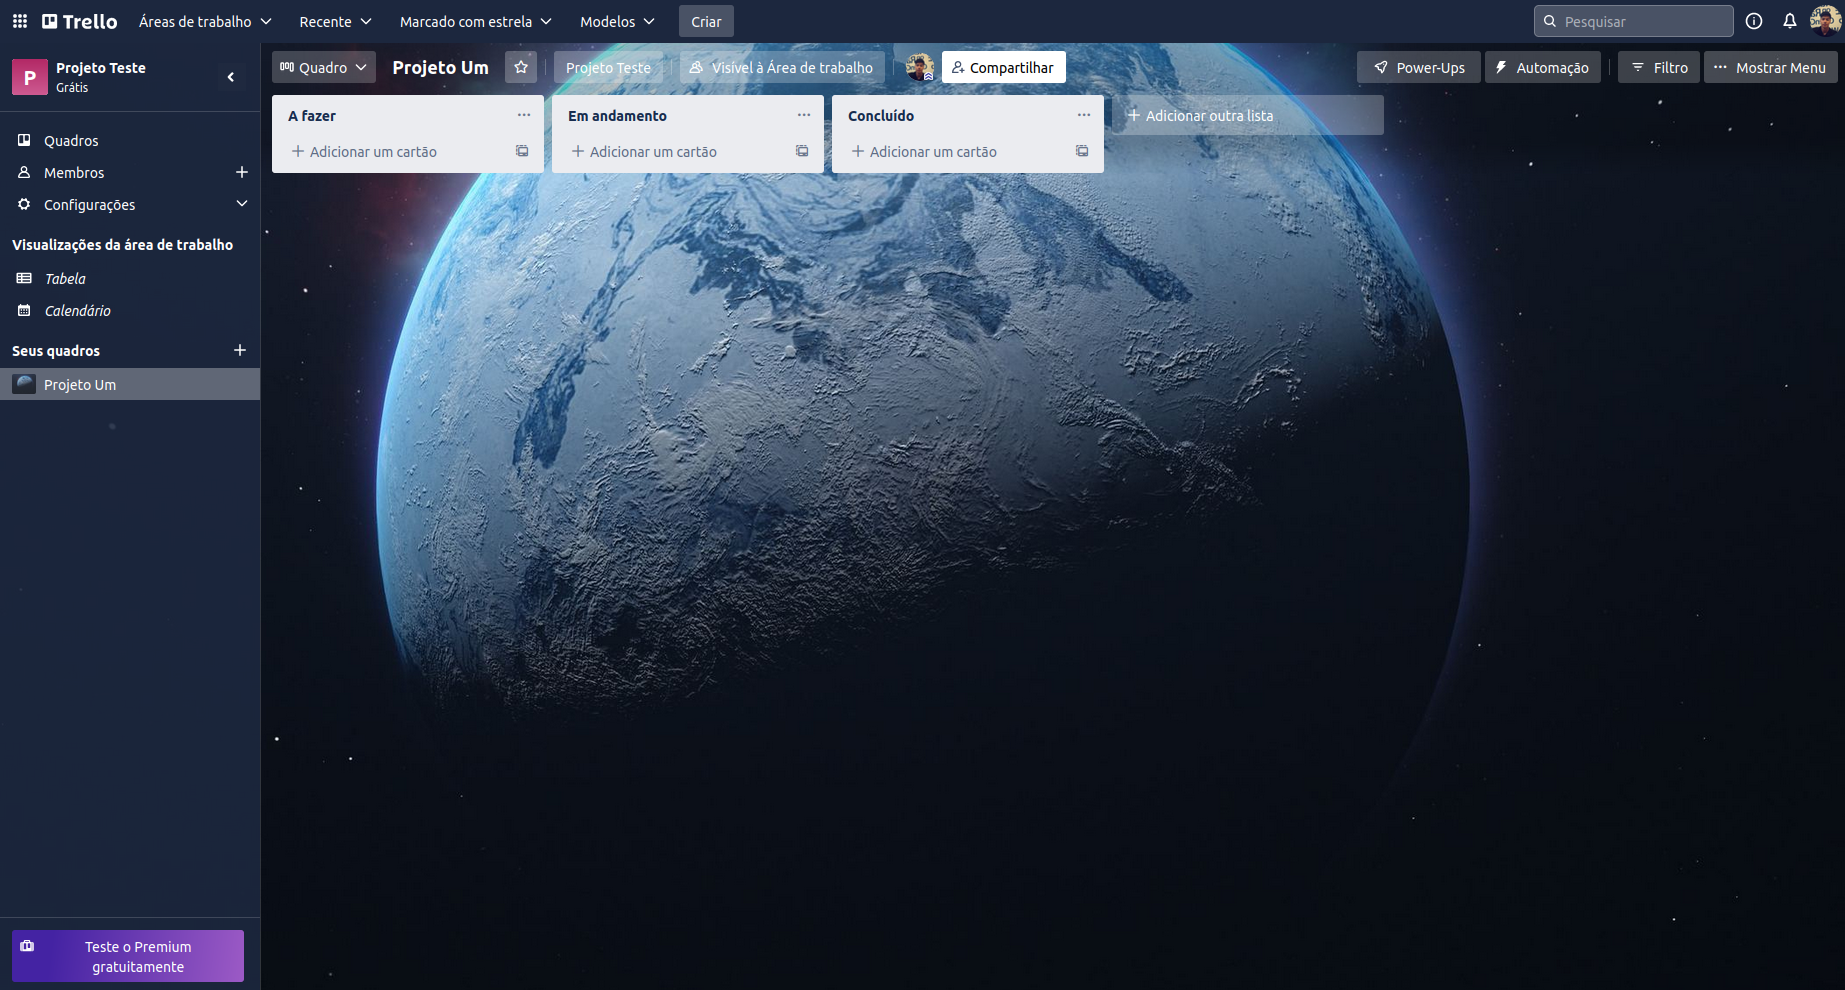 Trello Áreas de trabalho Recente Marcado com estrela Modelos Criar Pesquisar
P Projeto Teste
Grátis
Quadro Projeto Um Projeto Teste Visível à Área de trabalho Compartilhar Power-Ups Automação Filtro Mostrar Menu
A fazer Em andamento Concluído Adicionar outra lista
Adicionar um cartão Adicionar um cartão Adicionar um cartão
Quadros
Membros
Configurações
Visualizações da área de trabalho
Tabela
Calendário
Seus quadros
Projeto Um
Teste o Premium
gratuitamente